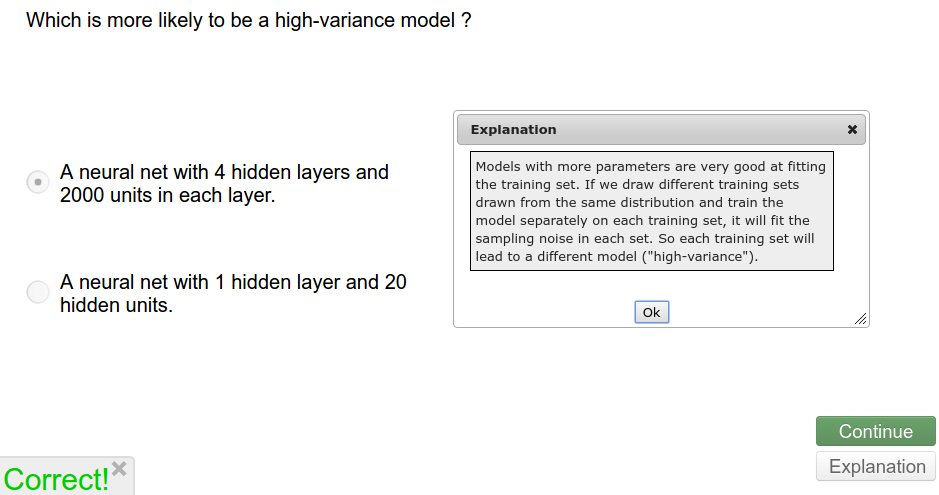 Which is more likely to be a high-variance model ?
A neural net with 4 hidden layers and
2000 units in each layer.
A neural net with 1 hidden layer and 20
hidden units.
Explanation
Models with more parameters are very good at fitting
the training set. If we draw different training sets
drawn from the same distribution and train the
model separately on each training set, it will fit the
sampling noise in each set. So each training set will
lead to a different model ("high-variance").
Ok
Continue
Explanation
Correct!